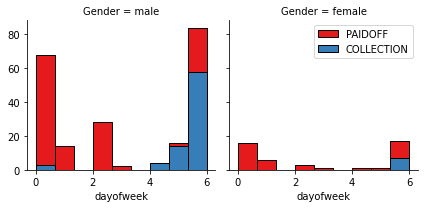 Gender = male
Gender = female
PAIDOFF
COLLECTION
80
60
40
20
0
0 2 4 6
0 2 4 6
dayofweek
dayofweek